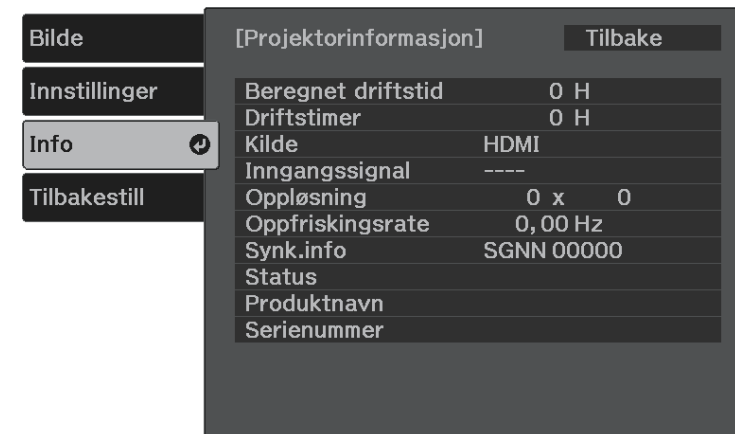 Bilde
Innstillinger
Info
Tilbakestill
[Projektorinformasjon] Tilbake
Beregnet driftstid 0 H
Driftstimer 0 H
Kilde HDMI
Inngangssignal ----
Oppløsning 0 x 0
Oppfriskingsrate 0,00 Hz
Synk.info SGNN 00000
Status
Produktnavn
Serienummer